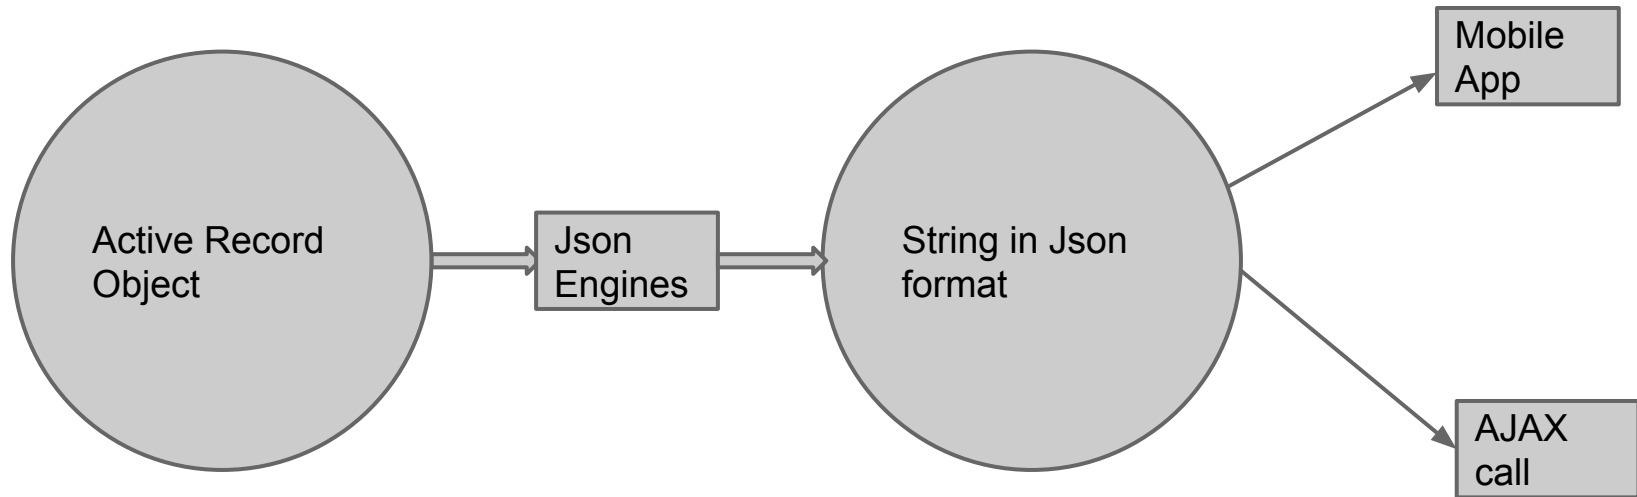 Active Record
Object
Json
Engines
String in Json
format
Mobile
App
AJAX
call